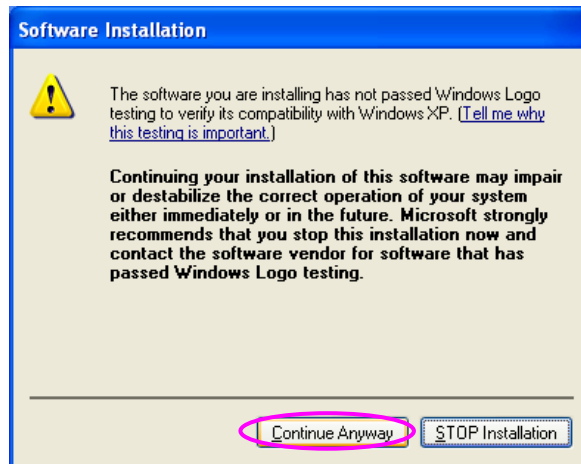 Software Installation
The software you are installing has not passed Windows Logo
testing to verify its compatibility with Windows XP. (Tell me why
this testing is important.)
Continuing your installation of this software may impair
or destabilize the correct operation of your system
either immediately or in the future. Microsoft strongly
recommends that you stop this installation now and
contact the software vendor for software that has
passed Windows Logo testing.
Continue Anyway
STOP Installation